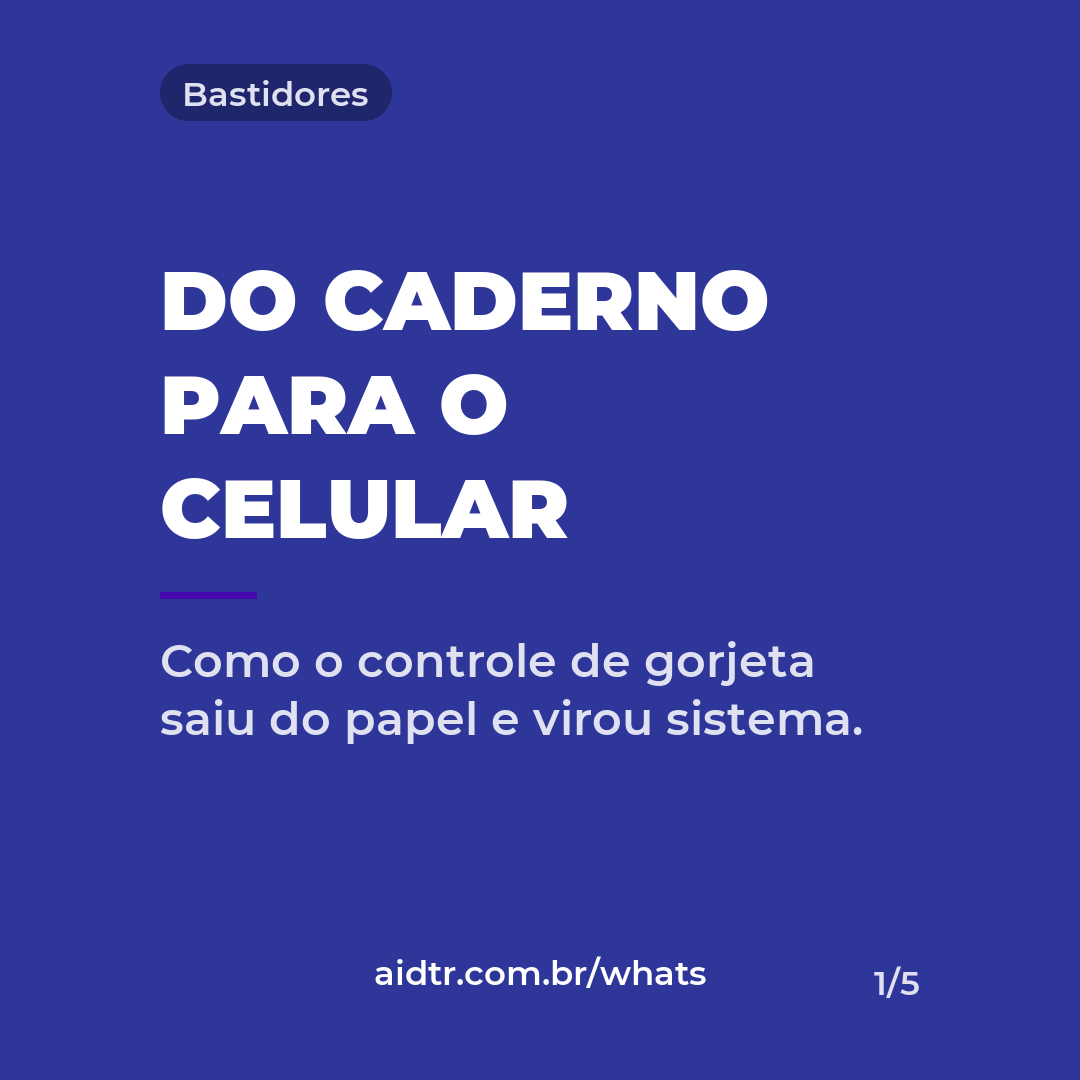 Bastidores
DO CADERNO
PARA O
CELULAR
Como o controle de gorjeta
saiu do papel e virou sistema.
aidtr.com.br/whats
1/5